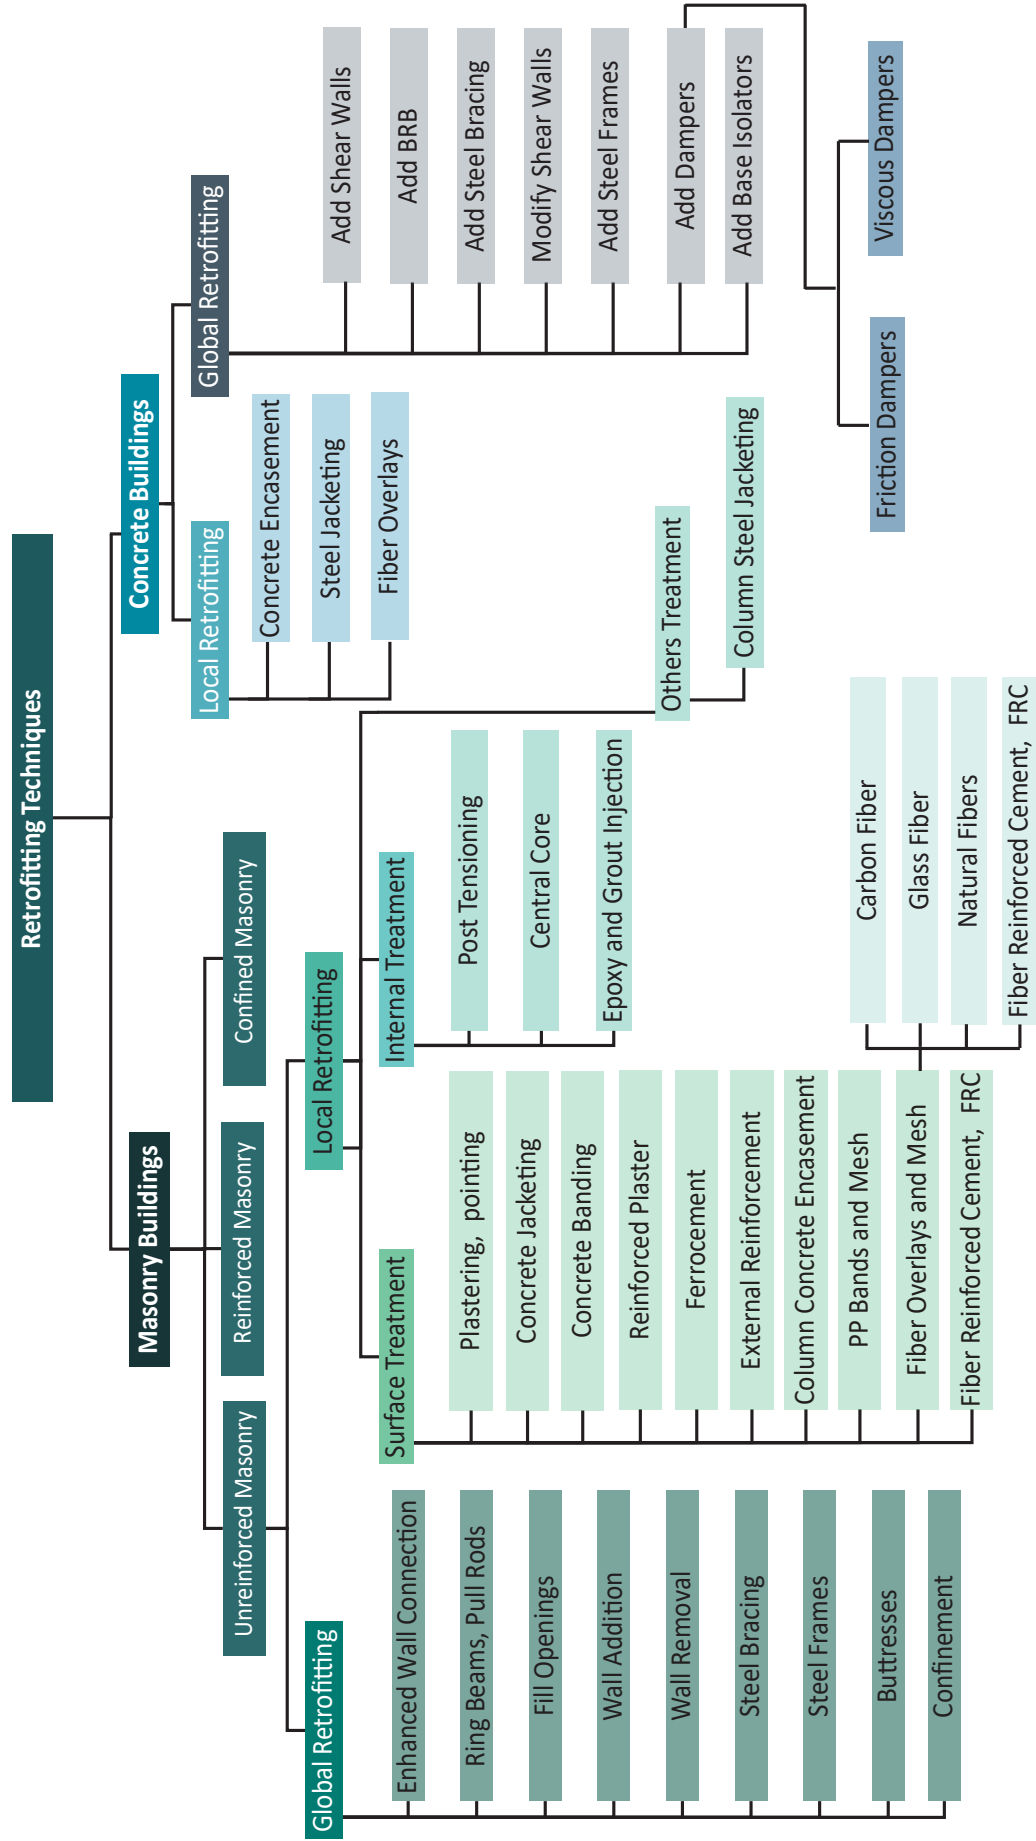 Retrofitting Techniques
Masonry Buildings
Concrete Buildings
Unreinforced Masonry
Reinforced Masonry
Confined Masonry
Local Retrofitting
Global Retrofitting
Global Retrofitting
Local Retrofitting
Concrete Encasement
Steel Jacketing
Fiber Overlays
Add Shear Walls
Add BRB
Add Steel Bracing
Modify Shear Walls
Add Steel Frames
Add Dampers
Add Base Isolators
Friction Dampers
Viscous Dampers
Enhanced Wall Connection
Ring Beams, Pull Rods
Fill Openings
Wall Addition
Wall Removal
Steel Bracing
Steel Frames
Buttresses
Confinement
Surface Treatment
Internal Treatment
Others Treatment
Plastering, pointing
Concrete Jacketing
Concrete Banding
Reinforced Plaster
Ferrocement
External Reinforcement
Column Concrete Encasement
PP Bands and Mesh
Fiber Overlays and Mesh
Fiber Reinforced Cement, FRC
Post Tensioning
Central Core
Epoxy and Grout Injection
Column Steel Jacketing
Carbon Fiber
Glass Fiber
Natural Fibers
Fiber Reinforced Cement, FRC